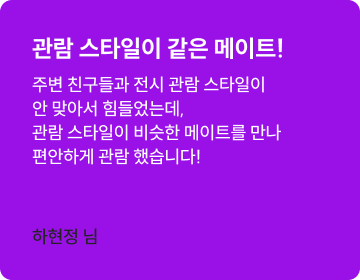 관람 스타일이 같은 메이트!
주변 친구들과 전시 관람 스타일이
안 맞아서 힘들었는데,
관람 스타일이 비슷한 메이트를 만나
편안하게 관람 했습니다!
하현정 님